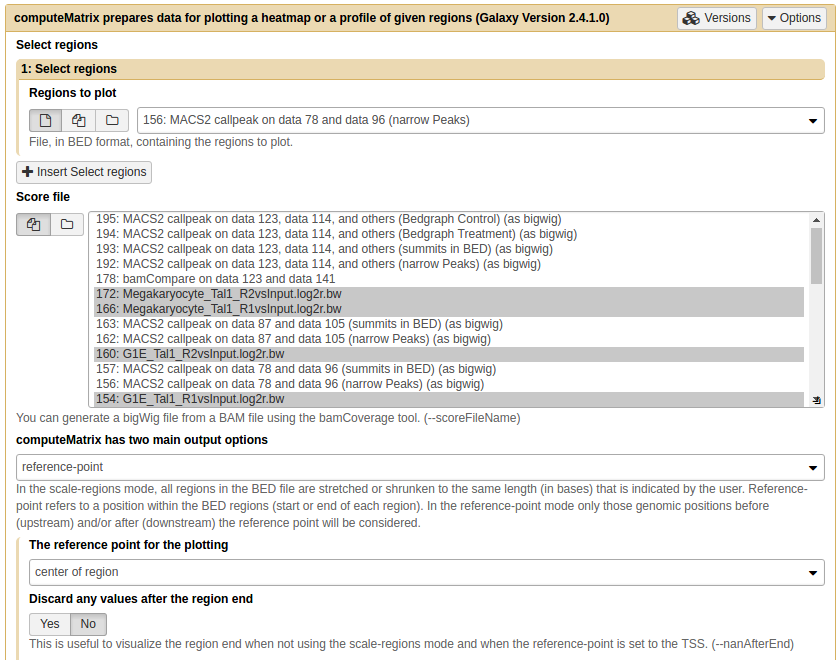 computeMatrix prepares data for plotting a heatmap or a profile of given regions (Galaxy Version 2.4.1.0) Versions Options
Select regions
1: Select regions
Regions to plot
156: MACS2 callpeak on data 78 and data 96 (narrow Peaks)
File, in BED format, containing the regions to plot.
Insert Select regions
Score file
195: MACS2 callpeak on data 123, data 114, and others (Bedgraph Control) (as bigwig)
194: MACS2 callpeak on data 123, data 114, and others (Bedgraph Treatment) (as bigwig)
193: MACS2 callpeak on data 123, data 114, and others (summits in BED) (as bigwig)
192: MACS2 callpeak on data 123, data 114, and others (narrow Peaks) (as bigwig)
178: bamCompare on data 123 and data 141
172: Megakaryocyte_Tal1_R2vsInput.log2r.bw
166: Megakaryocyte_Tal1_R1vsInput.log2r.bw
163: MACS2 callpeak on data 87 and data 105 (summits in BED) (as bigwig)
162: MACS2 callpeak on data 87 and data 105 (narrow Peaks) (as bigwig)
160: G1E_Tal1_R2vsInput.log2r.bw
157: MACS2 callpeak on data 78 and data 96 (summits in BED) (as bigwig)
156: MACS2 callpeak on data 78 and data 96 (narrow Peaks) (as bigwig)
154: G1E_Tal1_R1vsInput.log2r.bw
You can generate a bigWig file from a BAM file using the bamCoverage tool. (--scoreFileName)
computeMatrix has two main output options
reference-point
In the scale-regions mode, all regions in the BED file are stretched or shrunken to the same length (in bases) that is indicated by the user. Reference-
point refers to a position within the BED regions (start or end of each region). In the reference-point mode only those genomic positions before
(upstream) and/or after (downstream) the reference point will be considered.
The reference point for the plotting
center of region
Discard any values after the region end
Yes No
This is useful to visualize the region end when not using the scale-regions mode and when the reference-point is set to the TSS. (--nanAfterEnd)